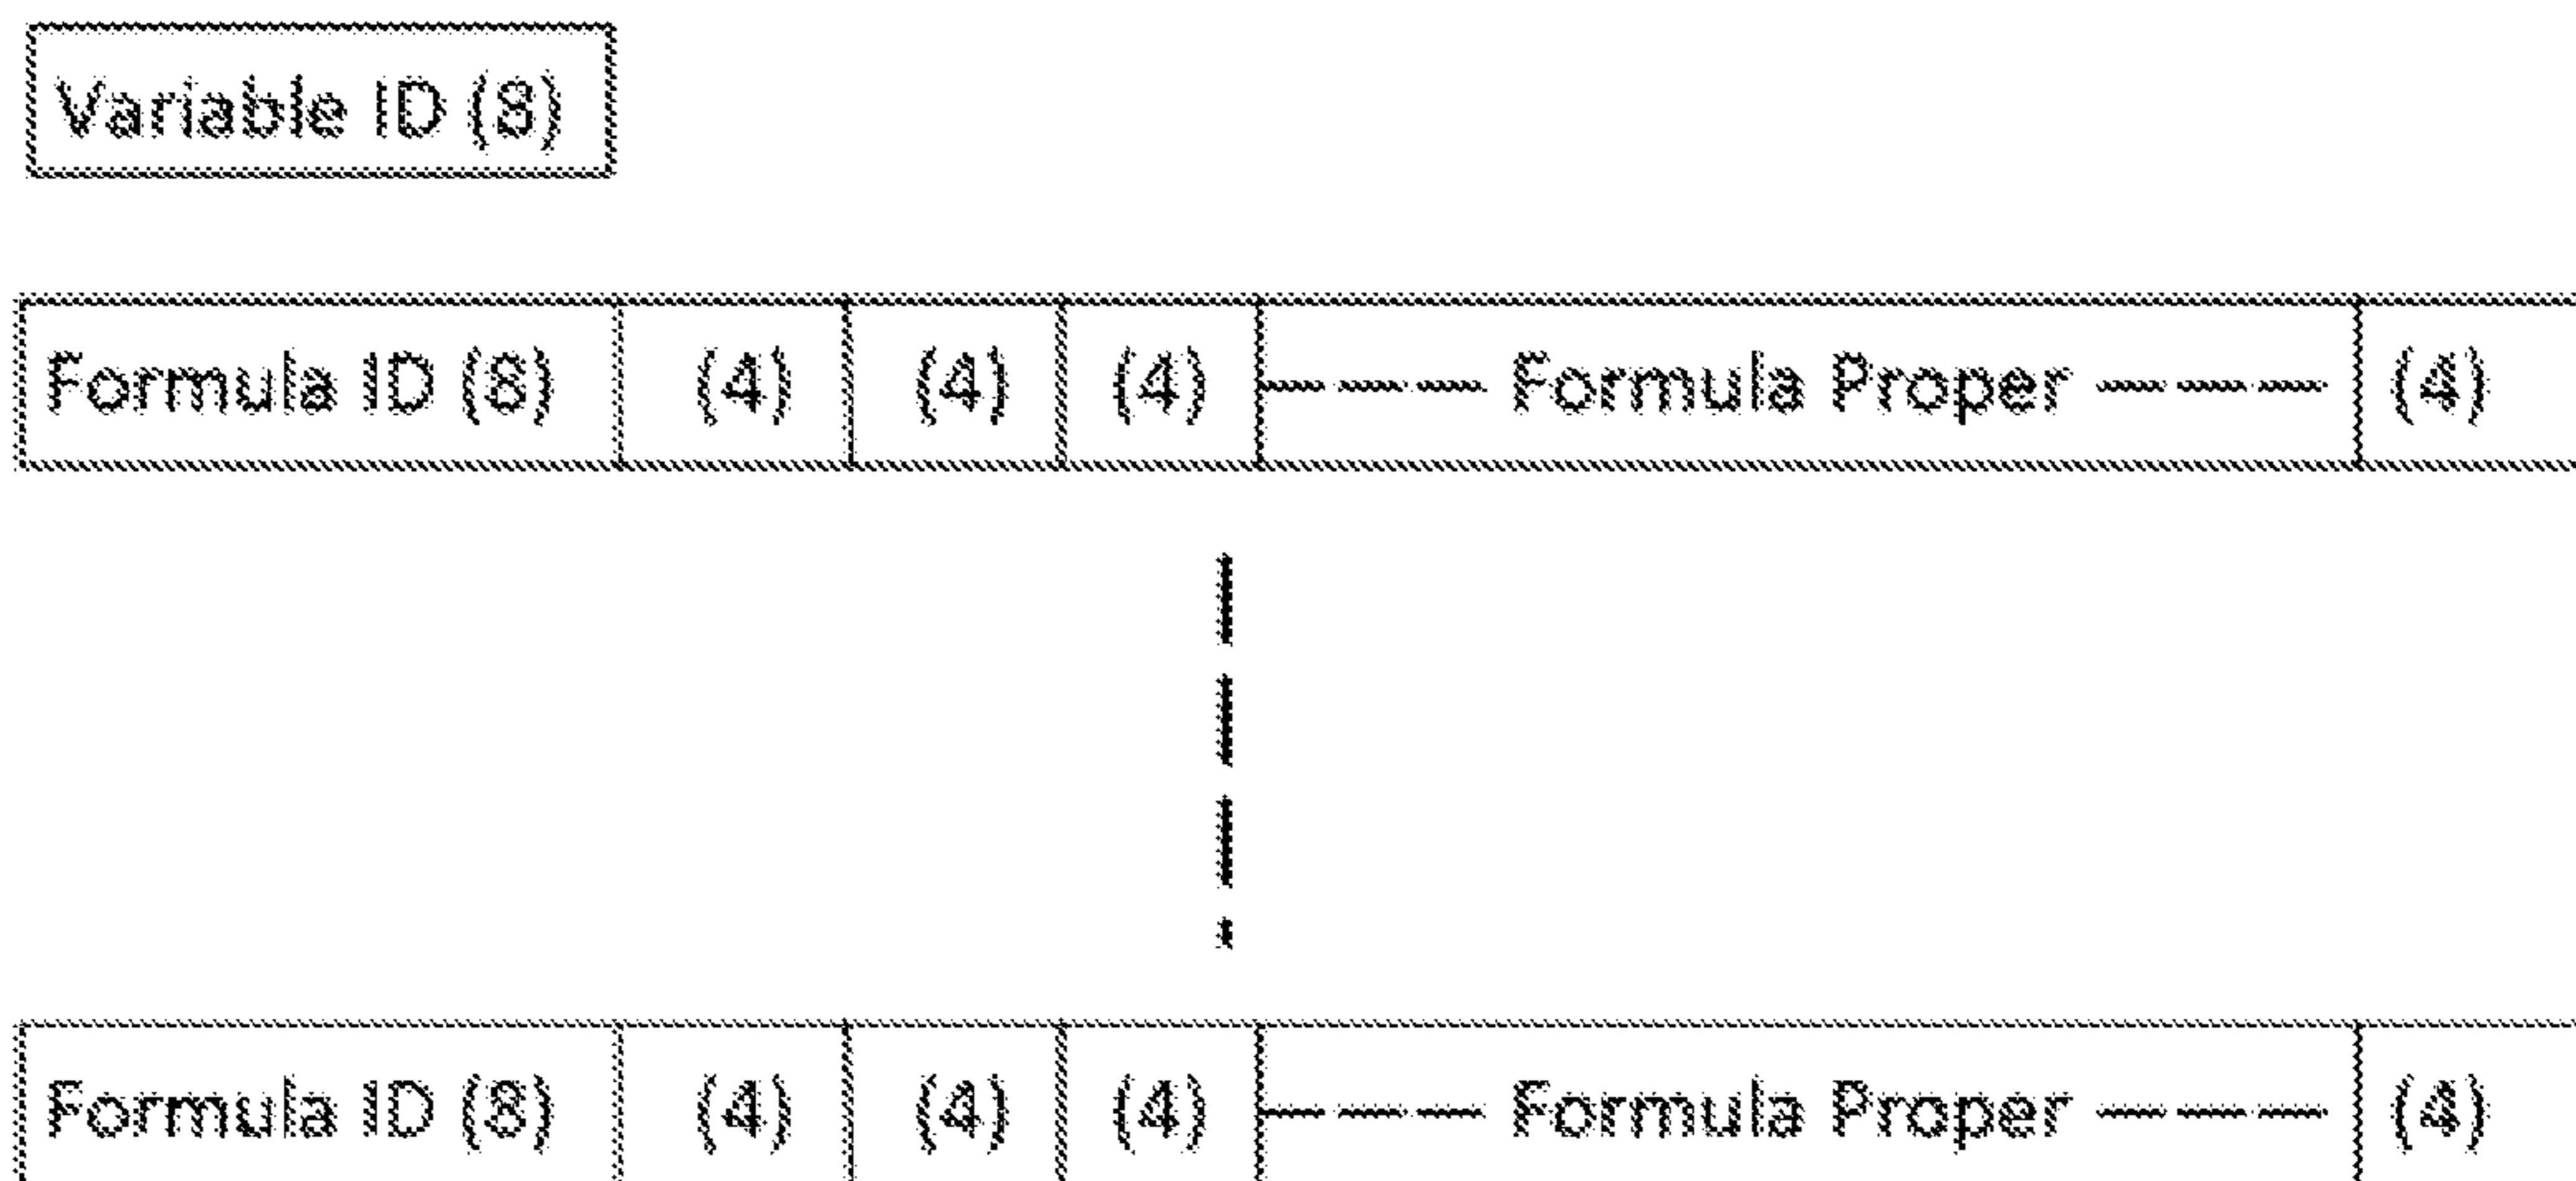 Variable ID (8)
Formula ID (8) (4) (4) (4) --- Formula Proper --- (4)
Formula ID (8) (4) (4) (4) --- Formula Proper --- (4)